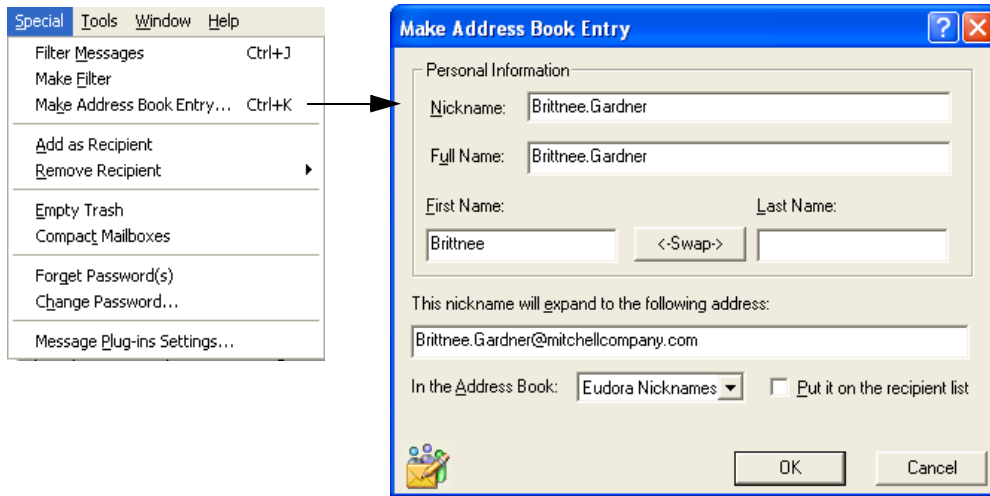 Special Tools Window Help
Filter Messages Ctrl+J
Make Filter
Make Address Book Entry... Ctrl+K
Add as Recipient
Remove Recipient
Empty Trash
Compact Mailboxes
Forget Password(s)
Change Password...
Message Plug-ins Settings...
Make Address Book Entry
Personal Information
Nickname: Brittnee.Gardner
Full Name: Brittnee.Gardner
First Name: Last Name:
Brittnee <-Swap->
This nickname will expand to the following address:
Brittnee.Gardner@mitchellcompany.com
In the Address Book: Eudora Nicknames Put it on the recipient list
OK Cancel